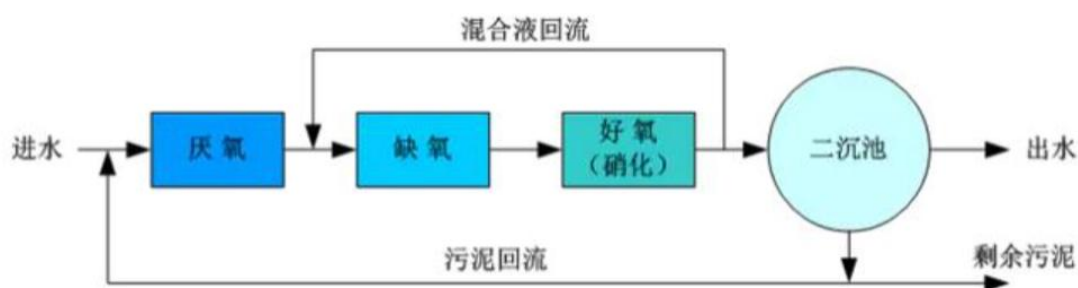 混合液回流
进水
厌氧
缺氧
好氧
（硝化）
二沉池
出水
污泥回流
剩余污泥